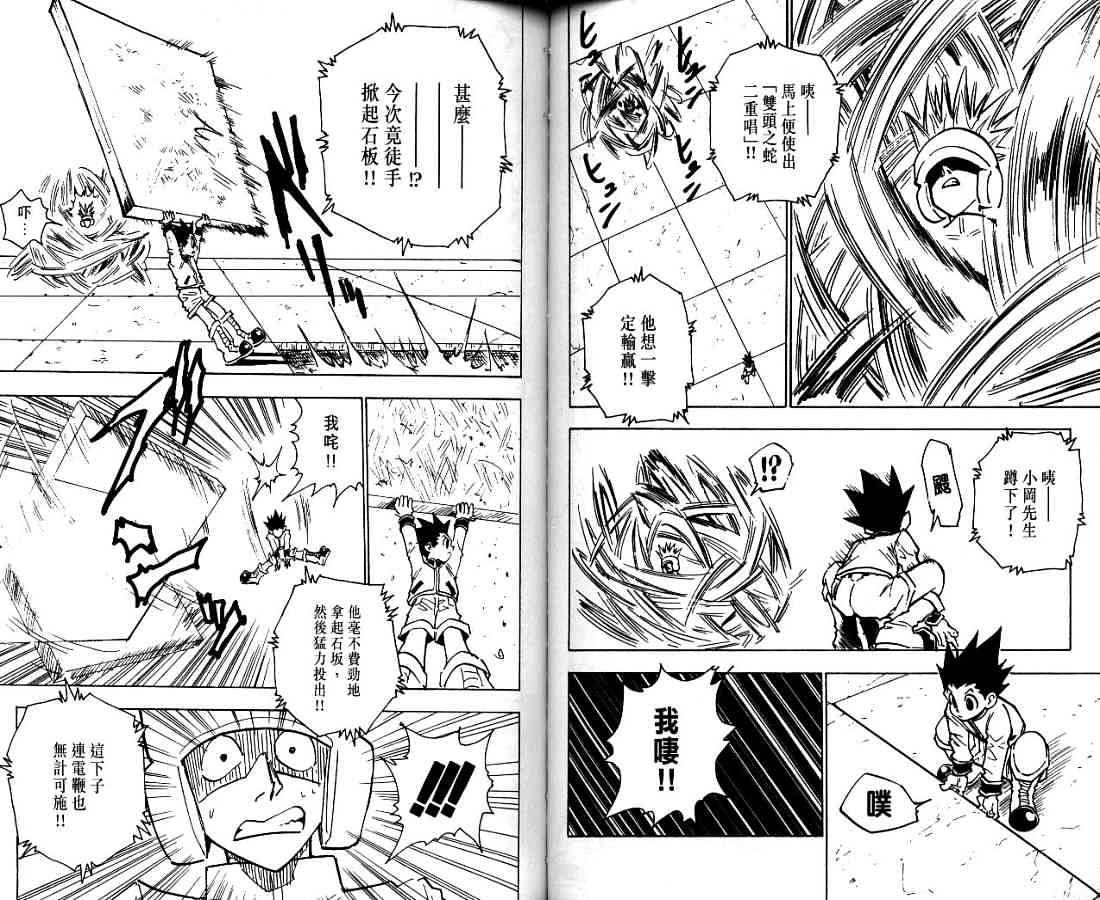 咦——
馬上便使出
「雙頭之蛇
二重唱」!!
ヒュ
ヒュ
ヒュ
ヒュン
他想一擊
定輸贏!!
咦——
小岡先生
蹲下了!
!?
噗
我嘍!!
甚麼——
————!?
今次竟徒手
掀起石板!!
吓…
我咤!!
他毫不費勁地
拿起石坂，
然後猛力投出!!
!!!!
這下子
連電鞭也
無計可施!!